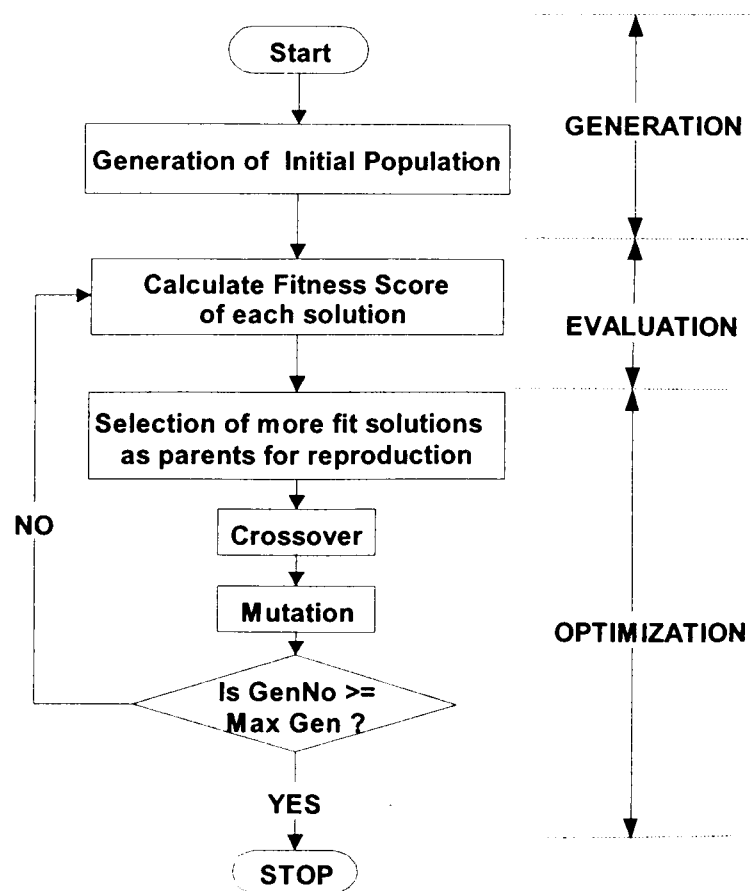 Start
GENERATION
Generation of Initial Population
Calculate Fitness Score
of each solution
EVALUATION
Selection of more fit solutions
as parents for reproduction
NO
Crossover
Mutation
OPTIMIZATION
Is GenNo >=
Max Gen ?
YES
STOP